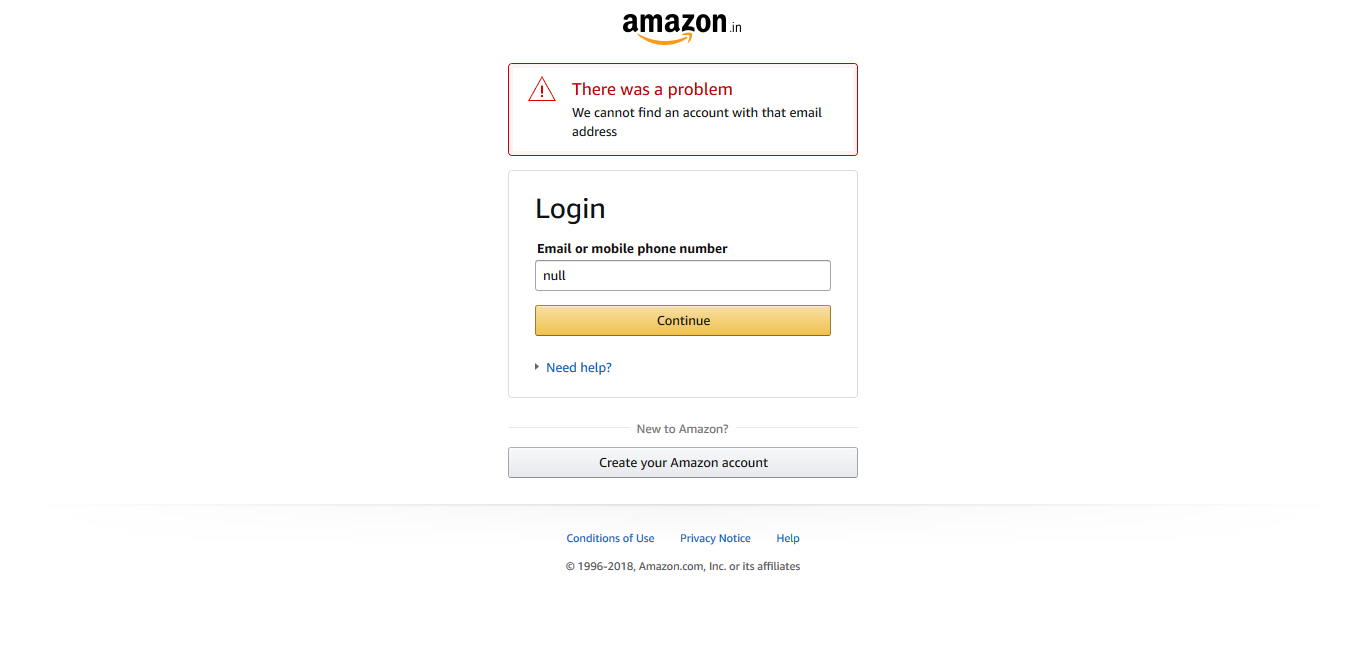 amazon.in
There was a problem
We cannot find an account with that email
address
Login
Email or mobile phone number
null
Continue
Need help?
New to Amazon?
Create your Amazon account
Conditions of Use Privacy Notice Help
© 1996-2018, Amazon.com, Inc. or its affiliates